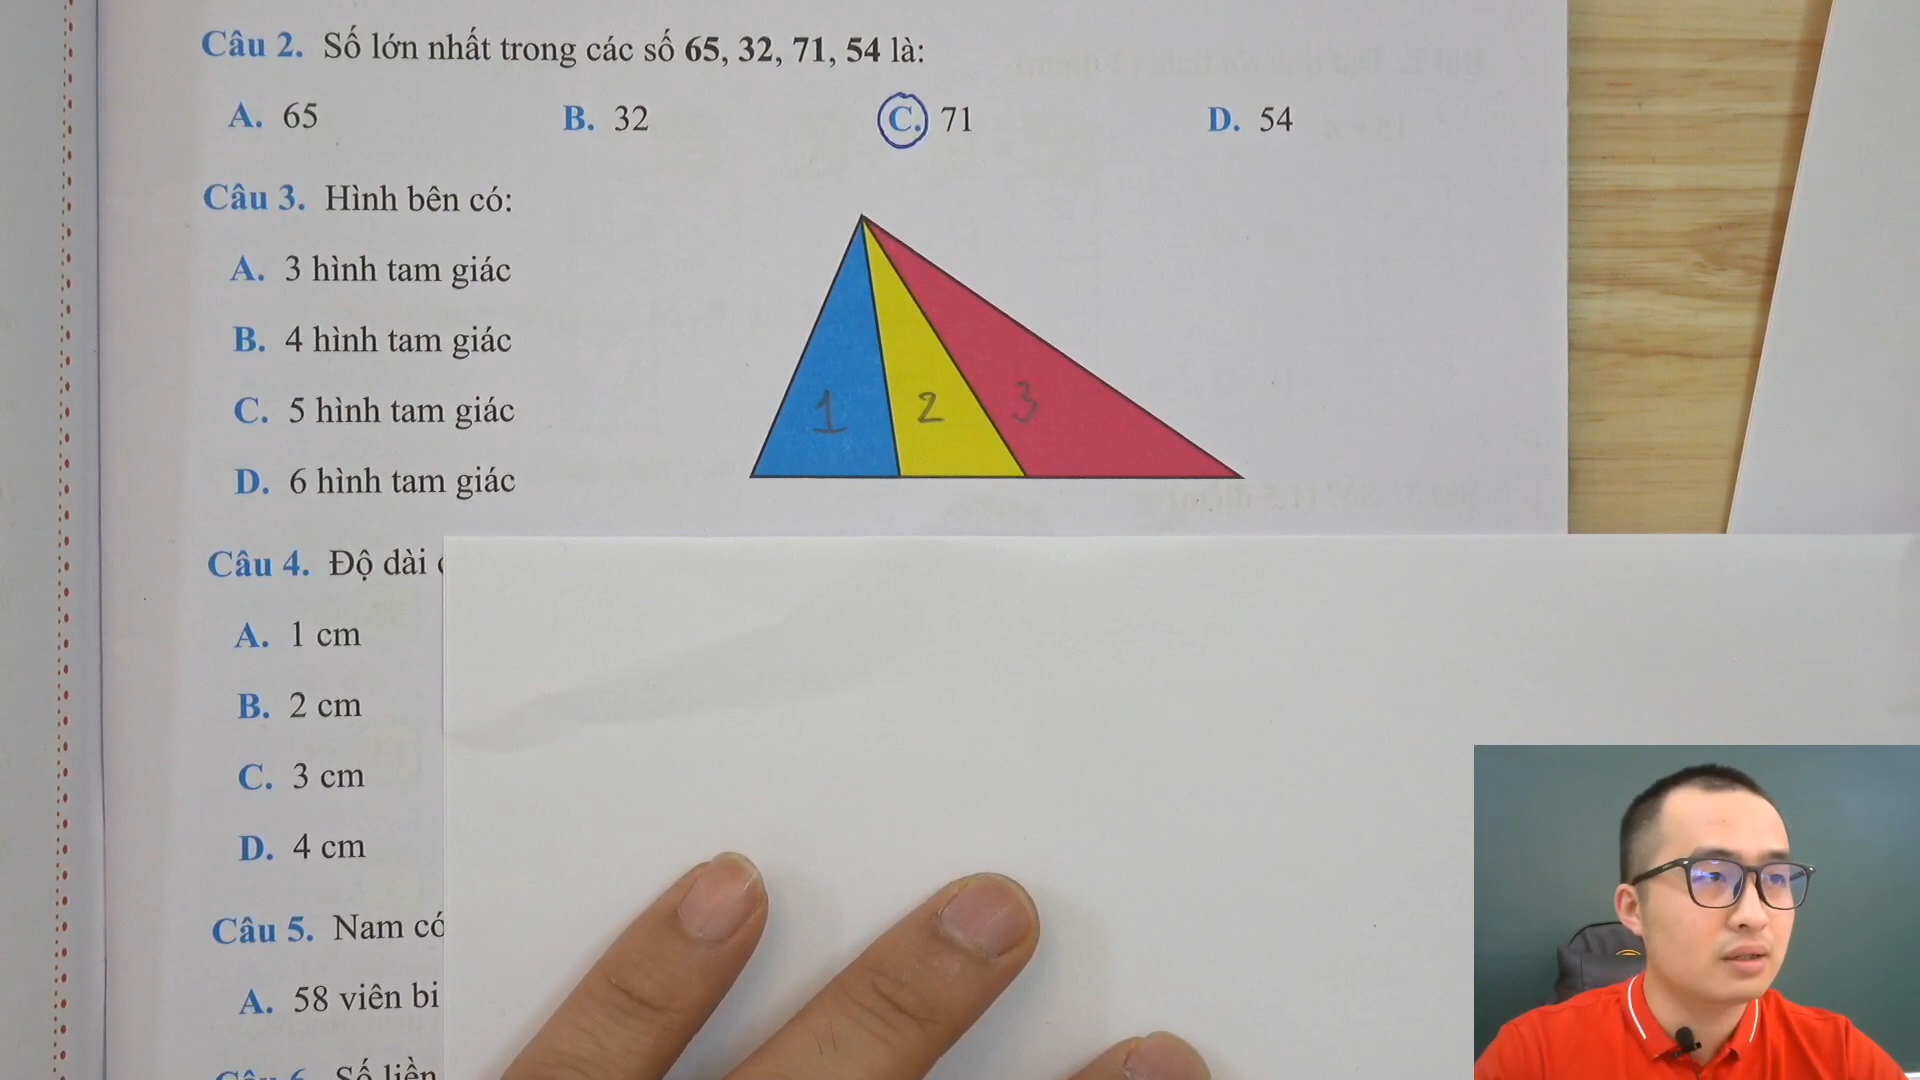 Câu 2. Số lớn nhất trong các số 65, 32, 71, 54 là:
A. 65 B. 32 C. 71 D. 54
Câu 3. Hình bên có:
A. 3 hình tam giác
B. 4 hình tam giác
C. 5 hình tam giác
D. 6 hình tam giác
1 2 3
Câu 4. Độ dài
A. 1 cm
B. 2 cm
C. 3 cm
D. 4 cm
Câu 5. Nam có
A. 58 viên bi
Số liền